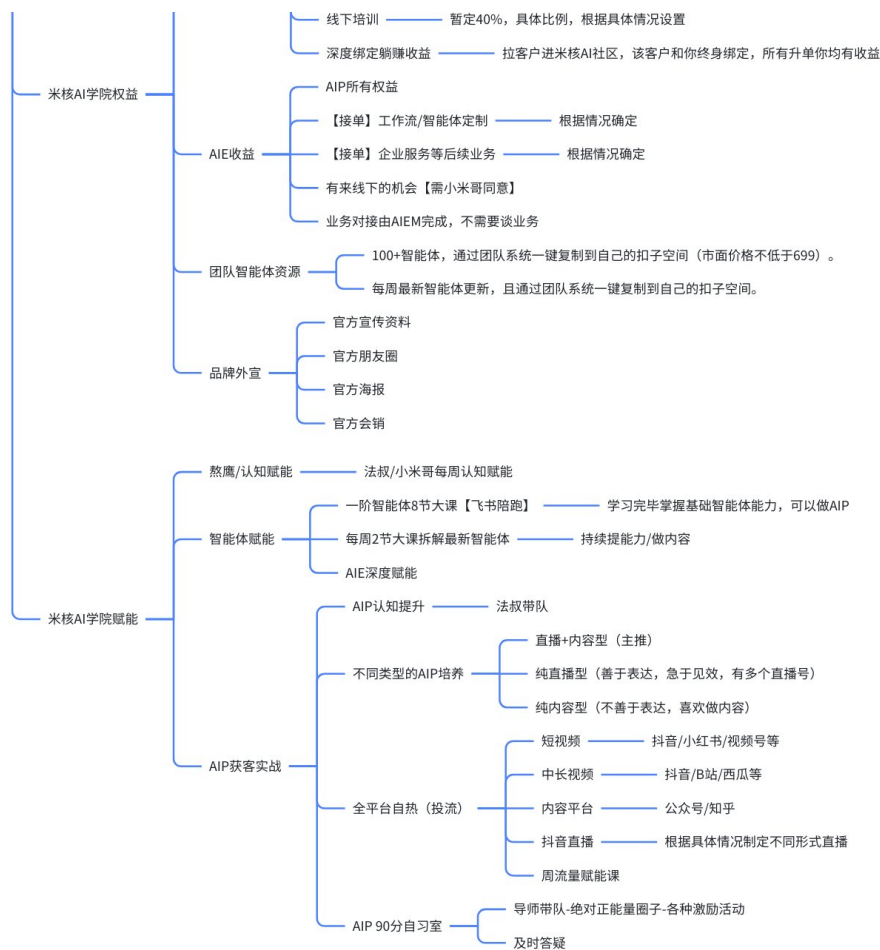 线下培训
暂定40%，具体比例，根据具体情况设置
深度绑定躺赚收益
拉客户进米核AI社区，该客户和你终身绑定，所有升单你均有收益
米核AI学院权益
AIE收益
AIP所有权益
【接单】工作流/智能体定制
根据情况确定
【接单】企业服务等后续业务
根据情况确定
有来线下的机会【需小米哥同意】
业务对接由AIEM完成，不需要谈业务
团队智能体资源
100+智能体，通过团队系统一键复制到自己的扣子空间（市面价格不低于699）。
每周最新智能体更新，且通过团队系统一键复制到自己的扣子空间。
品牌外宣
官方宣传资料
官方朋友圈
官方海报
官方会销
米核AI学院赋能
熬鹰/认知赋能
法叔/小米哥每周认知赋能
智能体赋能
一阶智能体8节大课【飞书陪跑】
学习完毕掌握基础智能体能力，可以做AIP
每周2节大课拆解最新智能体
持续提能力/做内容
AIE深度赋能
AIP获客实战
AIP认知提升
法叔带队
不同类型的AIP培养
直播+内容型（主推）
纯直播型（善于表达，急于见效，有多个直播号）
纯内容型（不善于表达，喜欢做内容）
全平台自热（投流）
短视频
抖音/小红书/视频号等
中长视频
抖音/B站/西瓜等
内容平台
公众号/知乎
抖音直播
根据具体情况制定不同形式直播
周流量赋能课
AIP 90分自习室
导师带队-绝对正能量圈子-各种激励活动
及时答疑